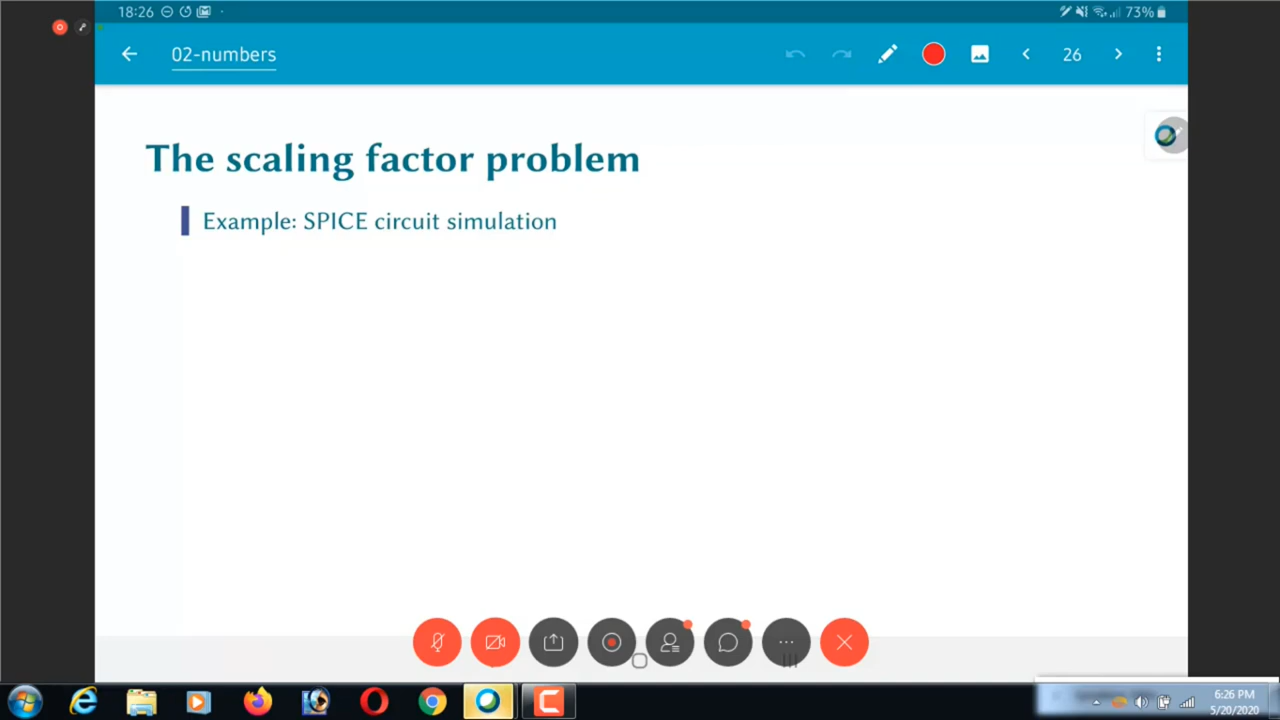 18:26
73%
02-numbers
26
The scaling factor problem
Example: SPICE circuit simulation
6:26 PM
5/20/2020